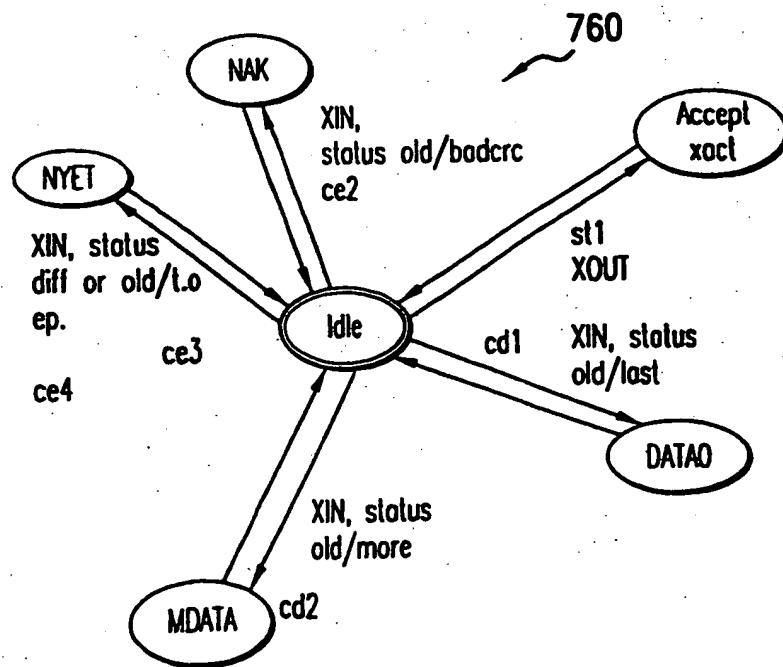 760
NAK
XIN,
status old/badcrc
ce2
Accept
xact
NYET
XIN, status
diff or old/t.o
ep.
st1
XOUT
Idle
ce3
cd1
XIN, status
old/last
ce4
DATA0
XIN, status
old/more
MDATA
cd2